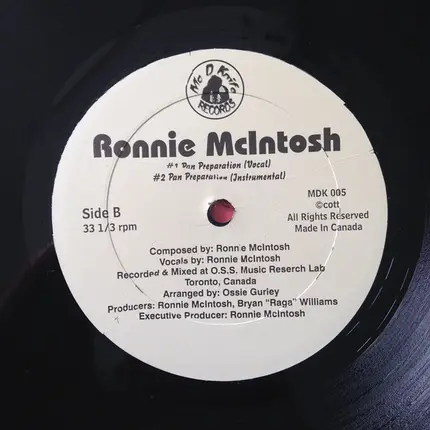 Mc D Knife
RECORDS
Ronnie McIntosh
#1 Pan Preparation (Vocal)
#2 Pan Preparation (Instrumental)
Side B
33 1/3 rpm
MDK 005
©cott
All Rights Reserved
Made In Canada
Composed by: Ronnie McIntosh
Vocals by: Ronnie McIntosh
Recorded & Mixed at O.S.S. Music Reserch Lab
Toronto, Canada
Arranged by: Ossie Gurley
Producers: Ronnie McIntosh, Bryan "Raga" Williams
Executive Producer: Ronnie McIntosh